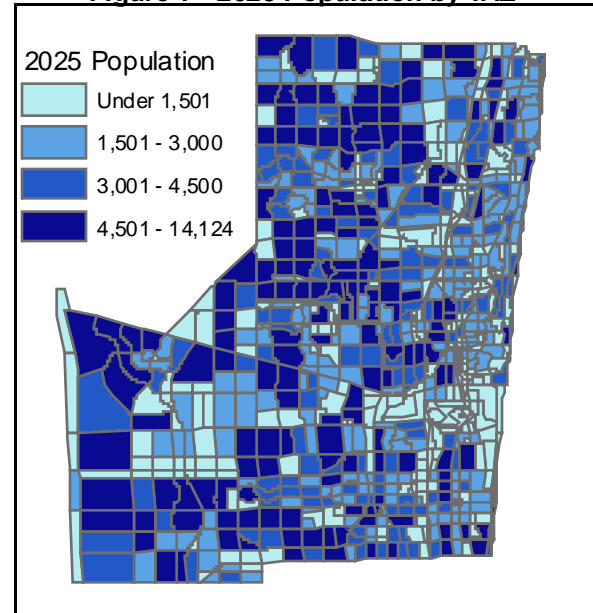 2025 Population
Under 1,501
1,501 - 3,000
3,001 - 4,500
4,501 - 14,124